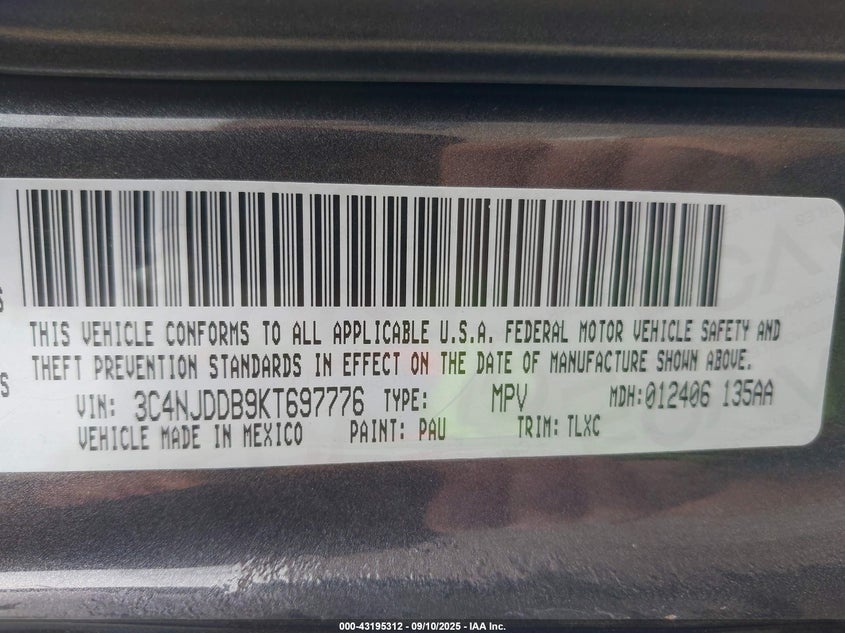 THIS VEHICLE CONFORMS TO ALL APPLICABLE U.S.A. FEDERAL MOTOR VEHICLE SAFETY AND
S THEFT PREVENTION STANDARDS IN EFFECT ON THE DATE OF MANUFACTURE SHOWN ABOVE.
VIN: 3C4NJDDB9KT697776 TYPE: MPV MDH: 012406 135AA
VEHICLE MADE IN MEXICO PAINT: PAU TRIM: TLXC
000-43195312 - 09/10/2025 - IAA Inc.